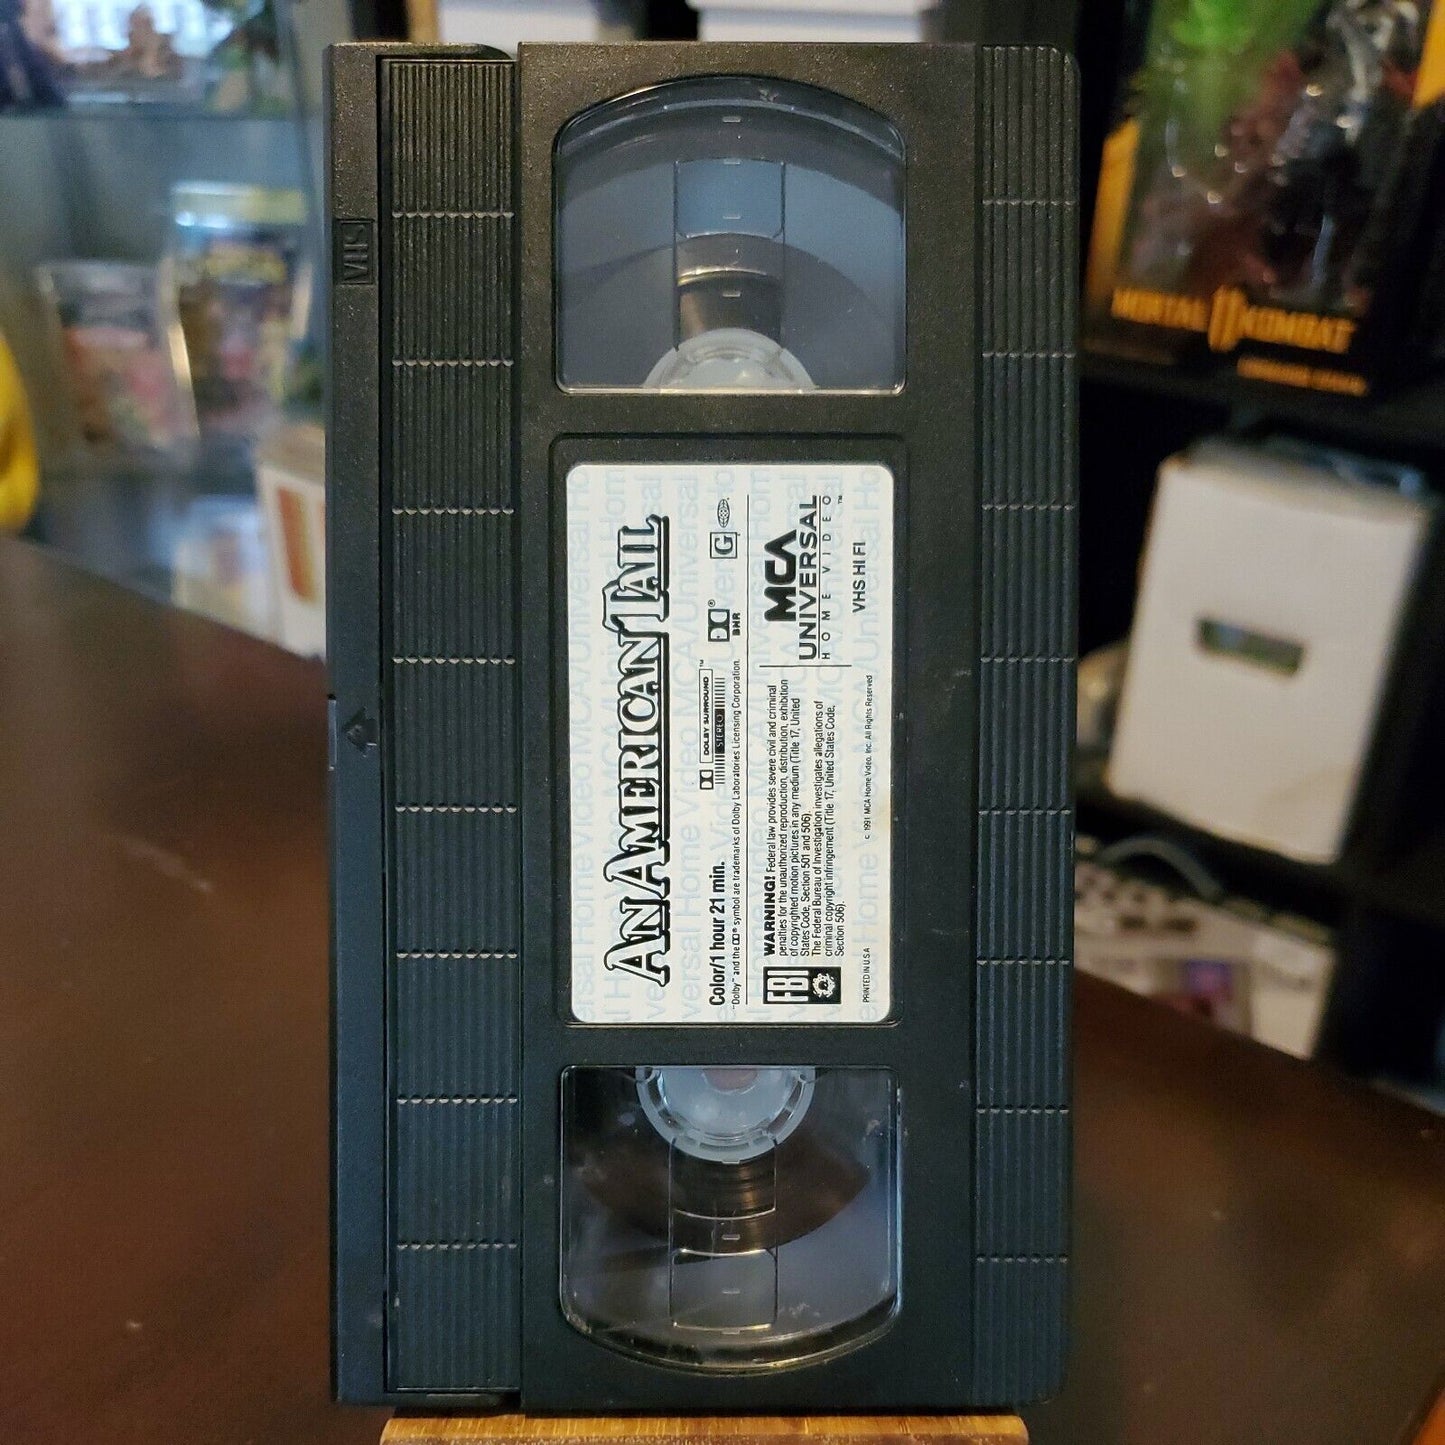 VHS
AN AMERICAN TAIL
Color/1 hour 21 min.
DOLBY SURROUND™
STEREO
®
BNR
G
"Dolby" and the DD® symbol are trademarks of Dolby Laboratories Licensing Corporation.
FBI
WARNING! Federal law provides severe civil and criminal
penalties for the unauthorized reproduction, distribution, exhibition
of copyrighted motion pictures in any medium (Title 17, United
States Code, Section 501 and 506).
The Federal Bureau of Investigation investigates allegations of
criminal copyright infringement (Title 17, United States Code,
Section 506).
MCA
UNIVERSAL
HOME VIDEO™
VHS HI FI
PRINTED IN U.S.A.
© 1991 MCA Home Video, Inc. All Rights Reserved
MORTAL KOMBAT